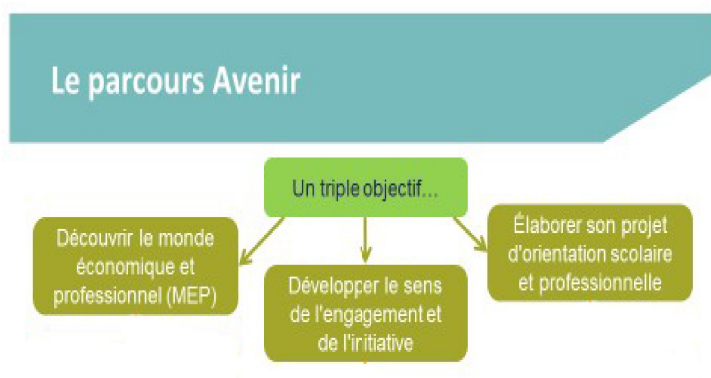 Le parcours Avenir
Un triple objectif...
Découvrir le monde
économique et
professionnel (MEP)
Développer le sens
de l'engagement et
de l'iritiative
Élaborer son projet
d'orientation scolaire
et professionnelle